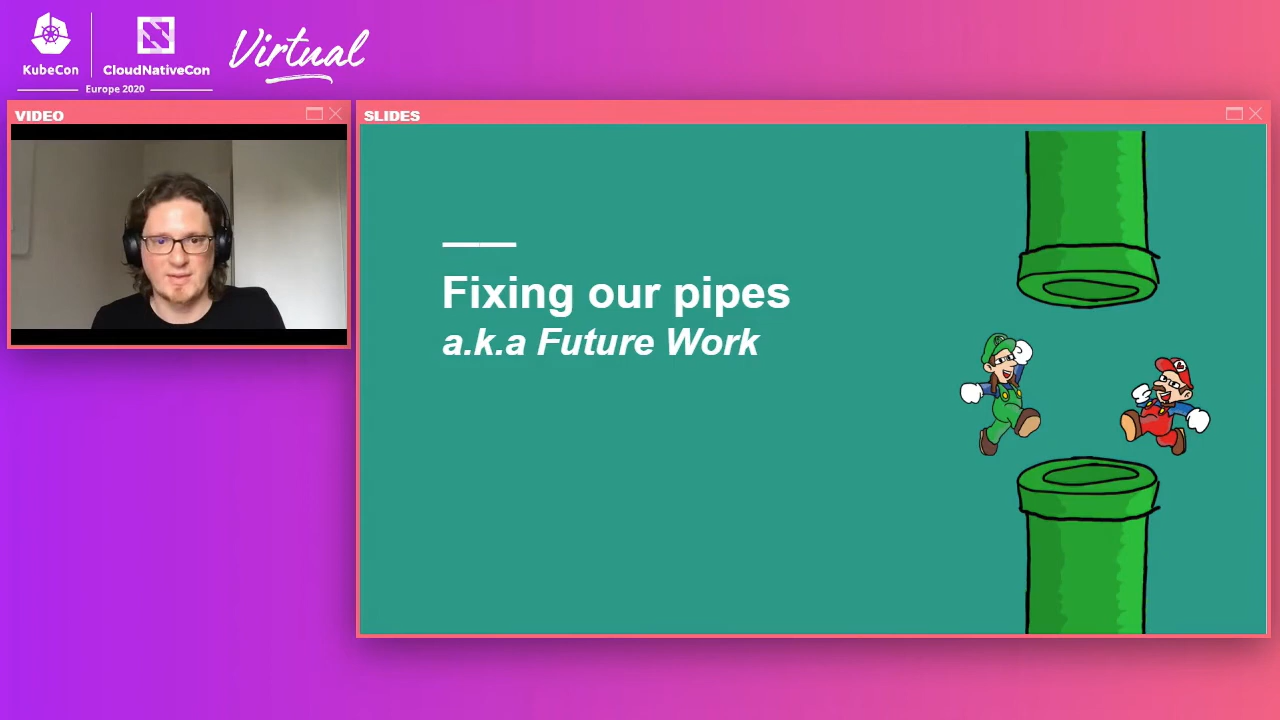 KubeCon
CloudNativeCon
Europe 2020
Virtual
VIDEO
SLIDES
Fixing our pipes
a.k.a Future Work